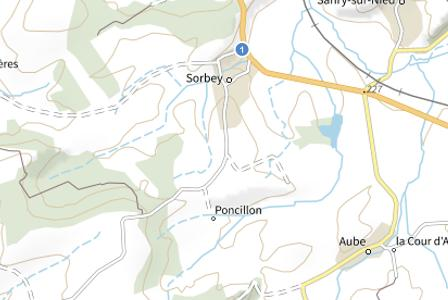 Sanry-sur-Nied
1
ères
Sorbey
227
Poncillon
Aube
la Cour d'A